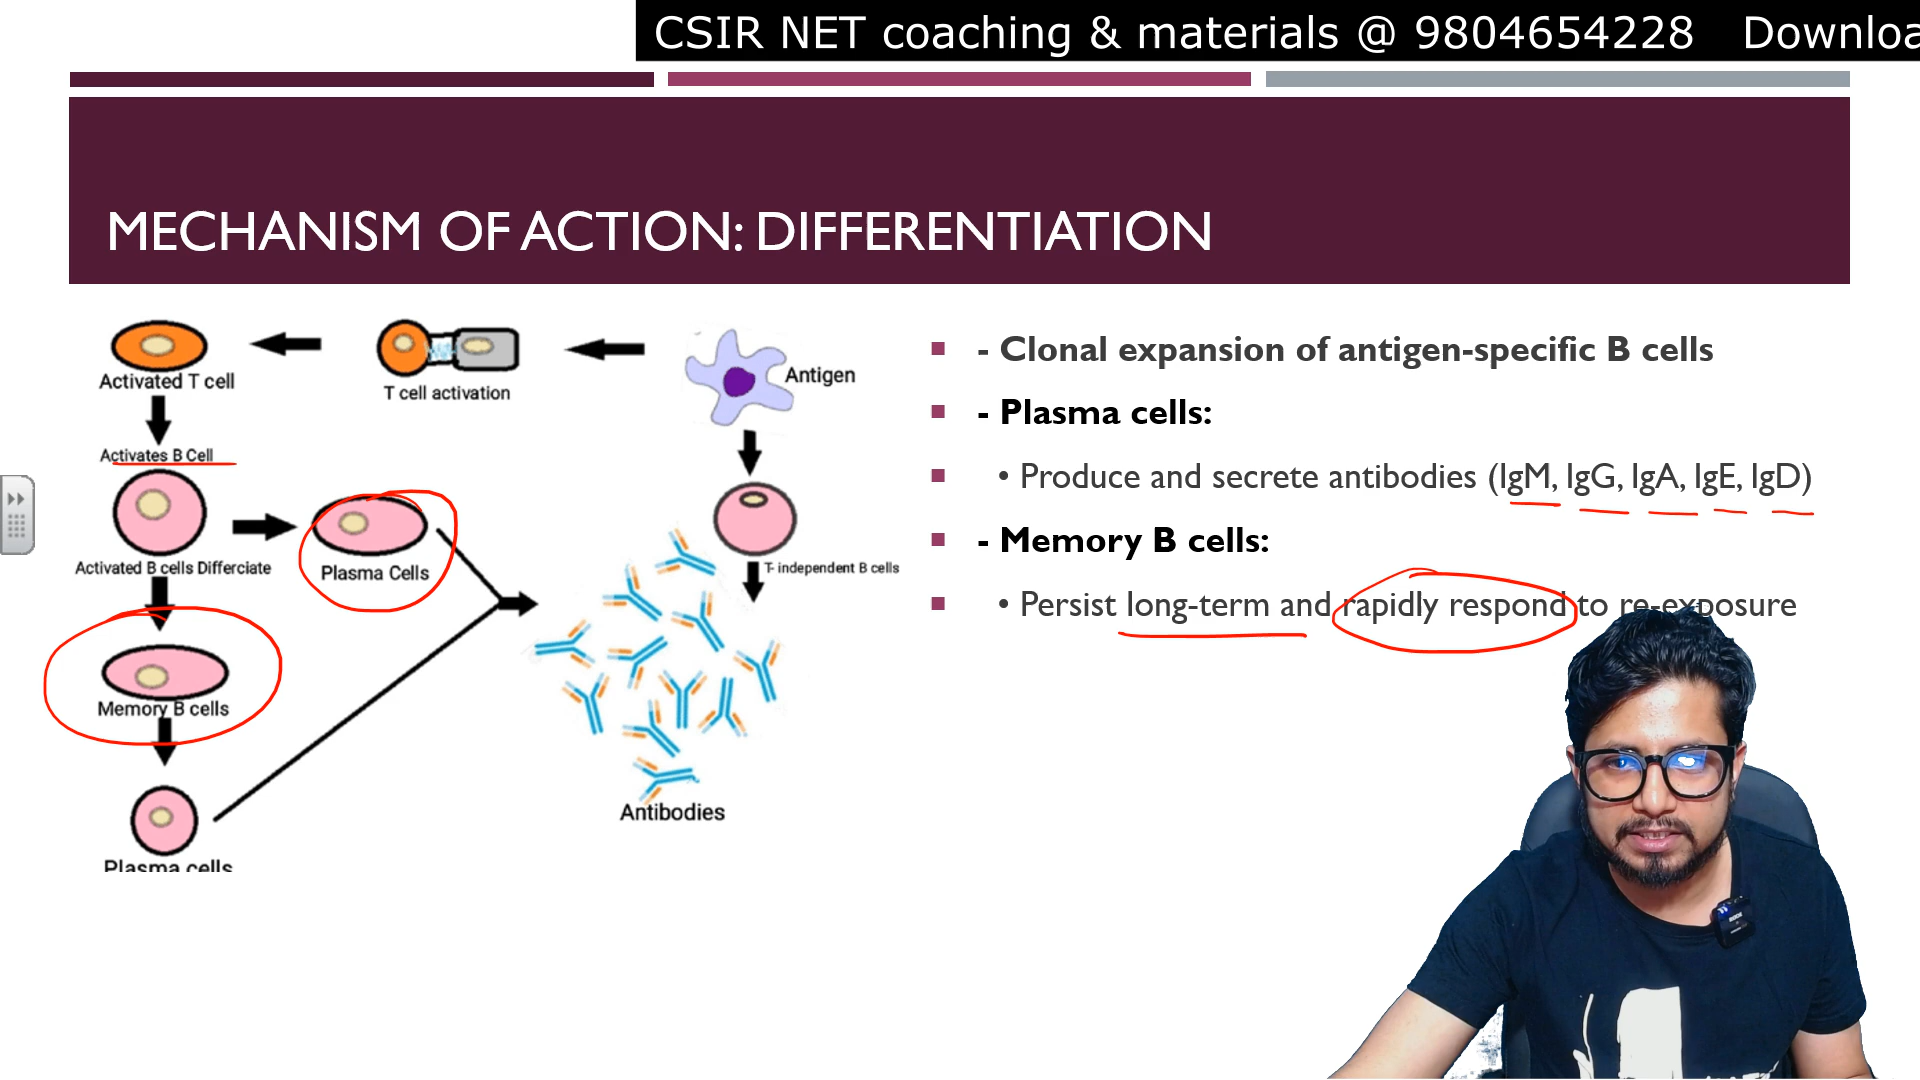 CSIR NET coaching & materials @ 9804654228 Downloa
MECHANISM OF ACTION: DIFFERENTIATION
Activated T cell
T cell activation
Antigen
Activates B Cell
Activated B cells Differciate
Plasma Cells
T- independent B cells
Memory B cells
Antibodies
Plasma cells
- Clonal expansion of antigen-specific B cells
- Plasma cells:
• Produce and secrete antibodies (IgM, IgG, IgA, IgE, IgD)
- Memory B cells:
• Persist long-term and rapidly respond to re-exposure